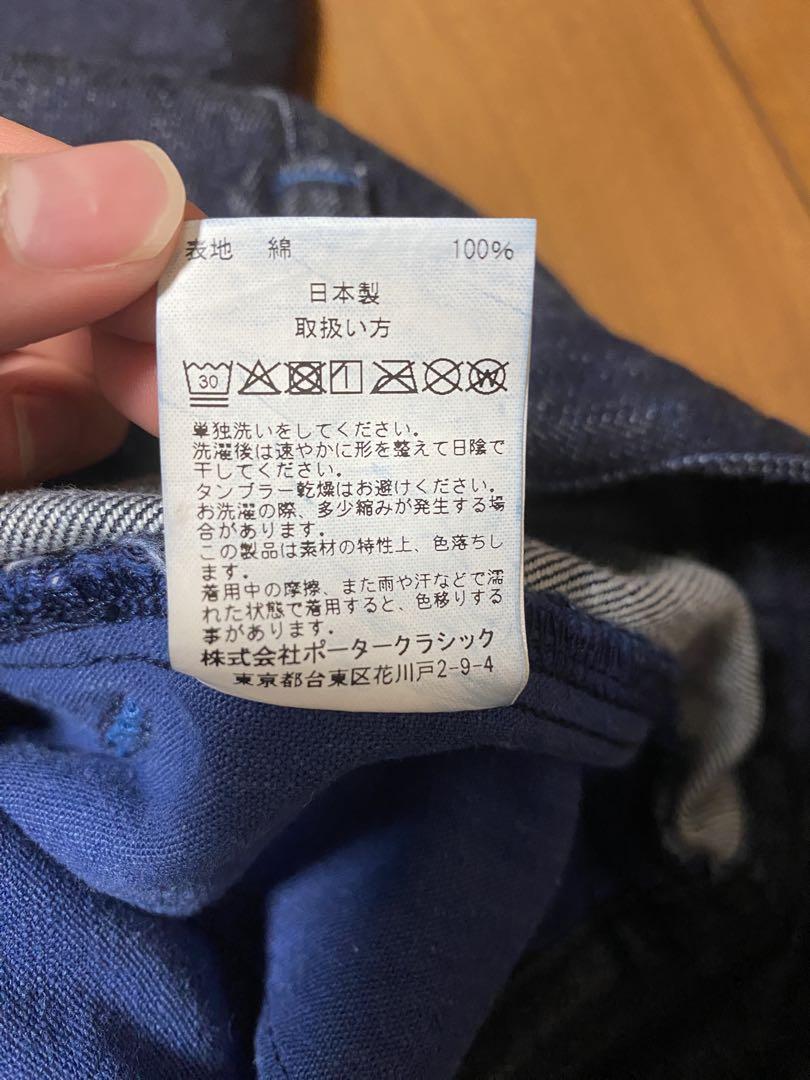 表地 綿 100%
日本製
取扱い方
30 W
単独洗いをしてください。
洗濯後は速やかに形を整えて日陰で
干してください。
タンブラー乾燥はお避けください。
お洗濯の際、多少縮みが発生する場
合があります。
この製品は素材の特性上、色落ちし
ます。
着用中の摩擦、また雨や汗などで濡
れた状態で着用すると、色移りする
事があります。
株式会社ポータークラシック
東京都台東区花川戸2-9-4